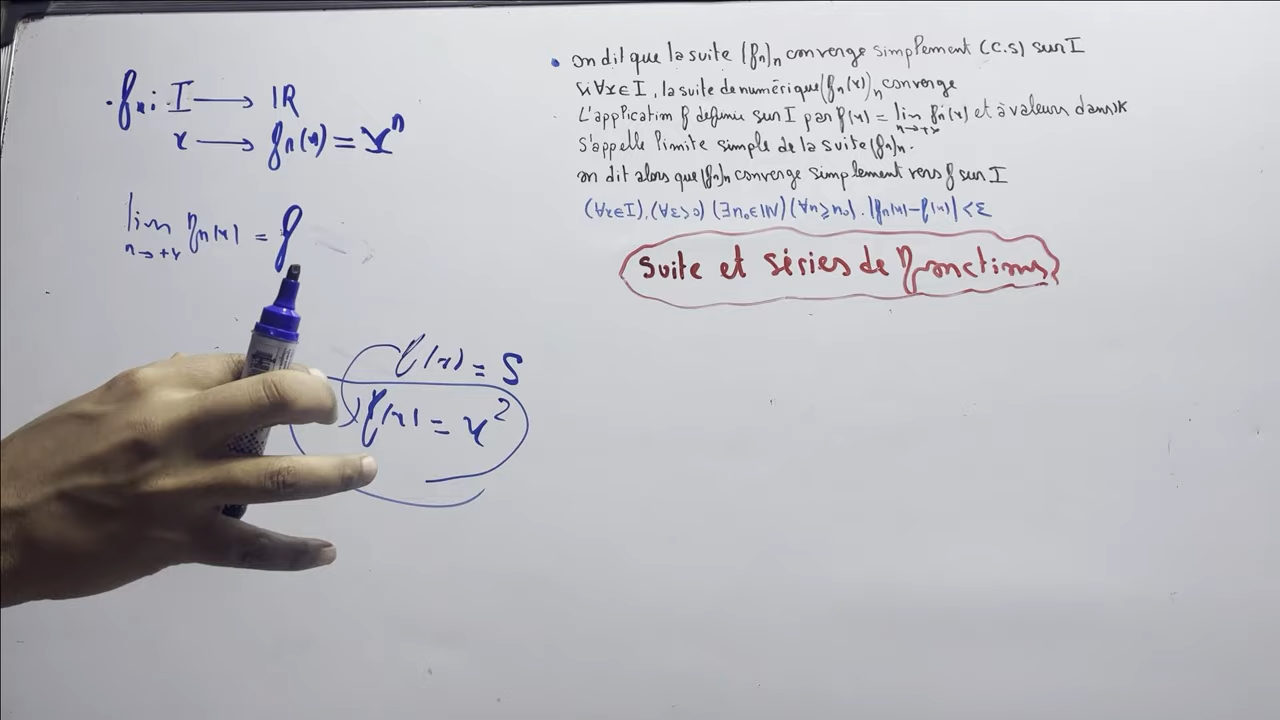 . fn : I → IR
x → fn(x) = xⁿ
lim fn(x) = f
n→+∞
f(x) = 5
f(x) = x²
• on dit que la suite (fn)n converge simplement (C.S) sur I
si ∀x∈I, la suite de numérique (fn(x))n converge
L'application f definie sur I par f(x) = lim fn(x) et à valeurs dans IK
n→+∞
s'appelle limite simple de la suite (fn)n.
on dit alors que (fn)n converge simplement vers f sur I
(∀x∈I), (∀ε>0) (∃n₀∈IN) (∀n≥n₀). |fn(x)-f(x)| <ε
Suite et séries de fonctions